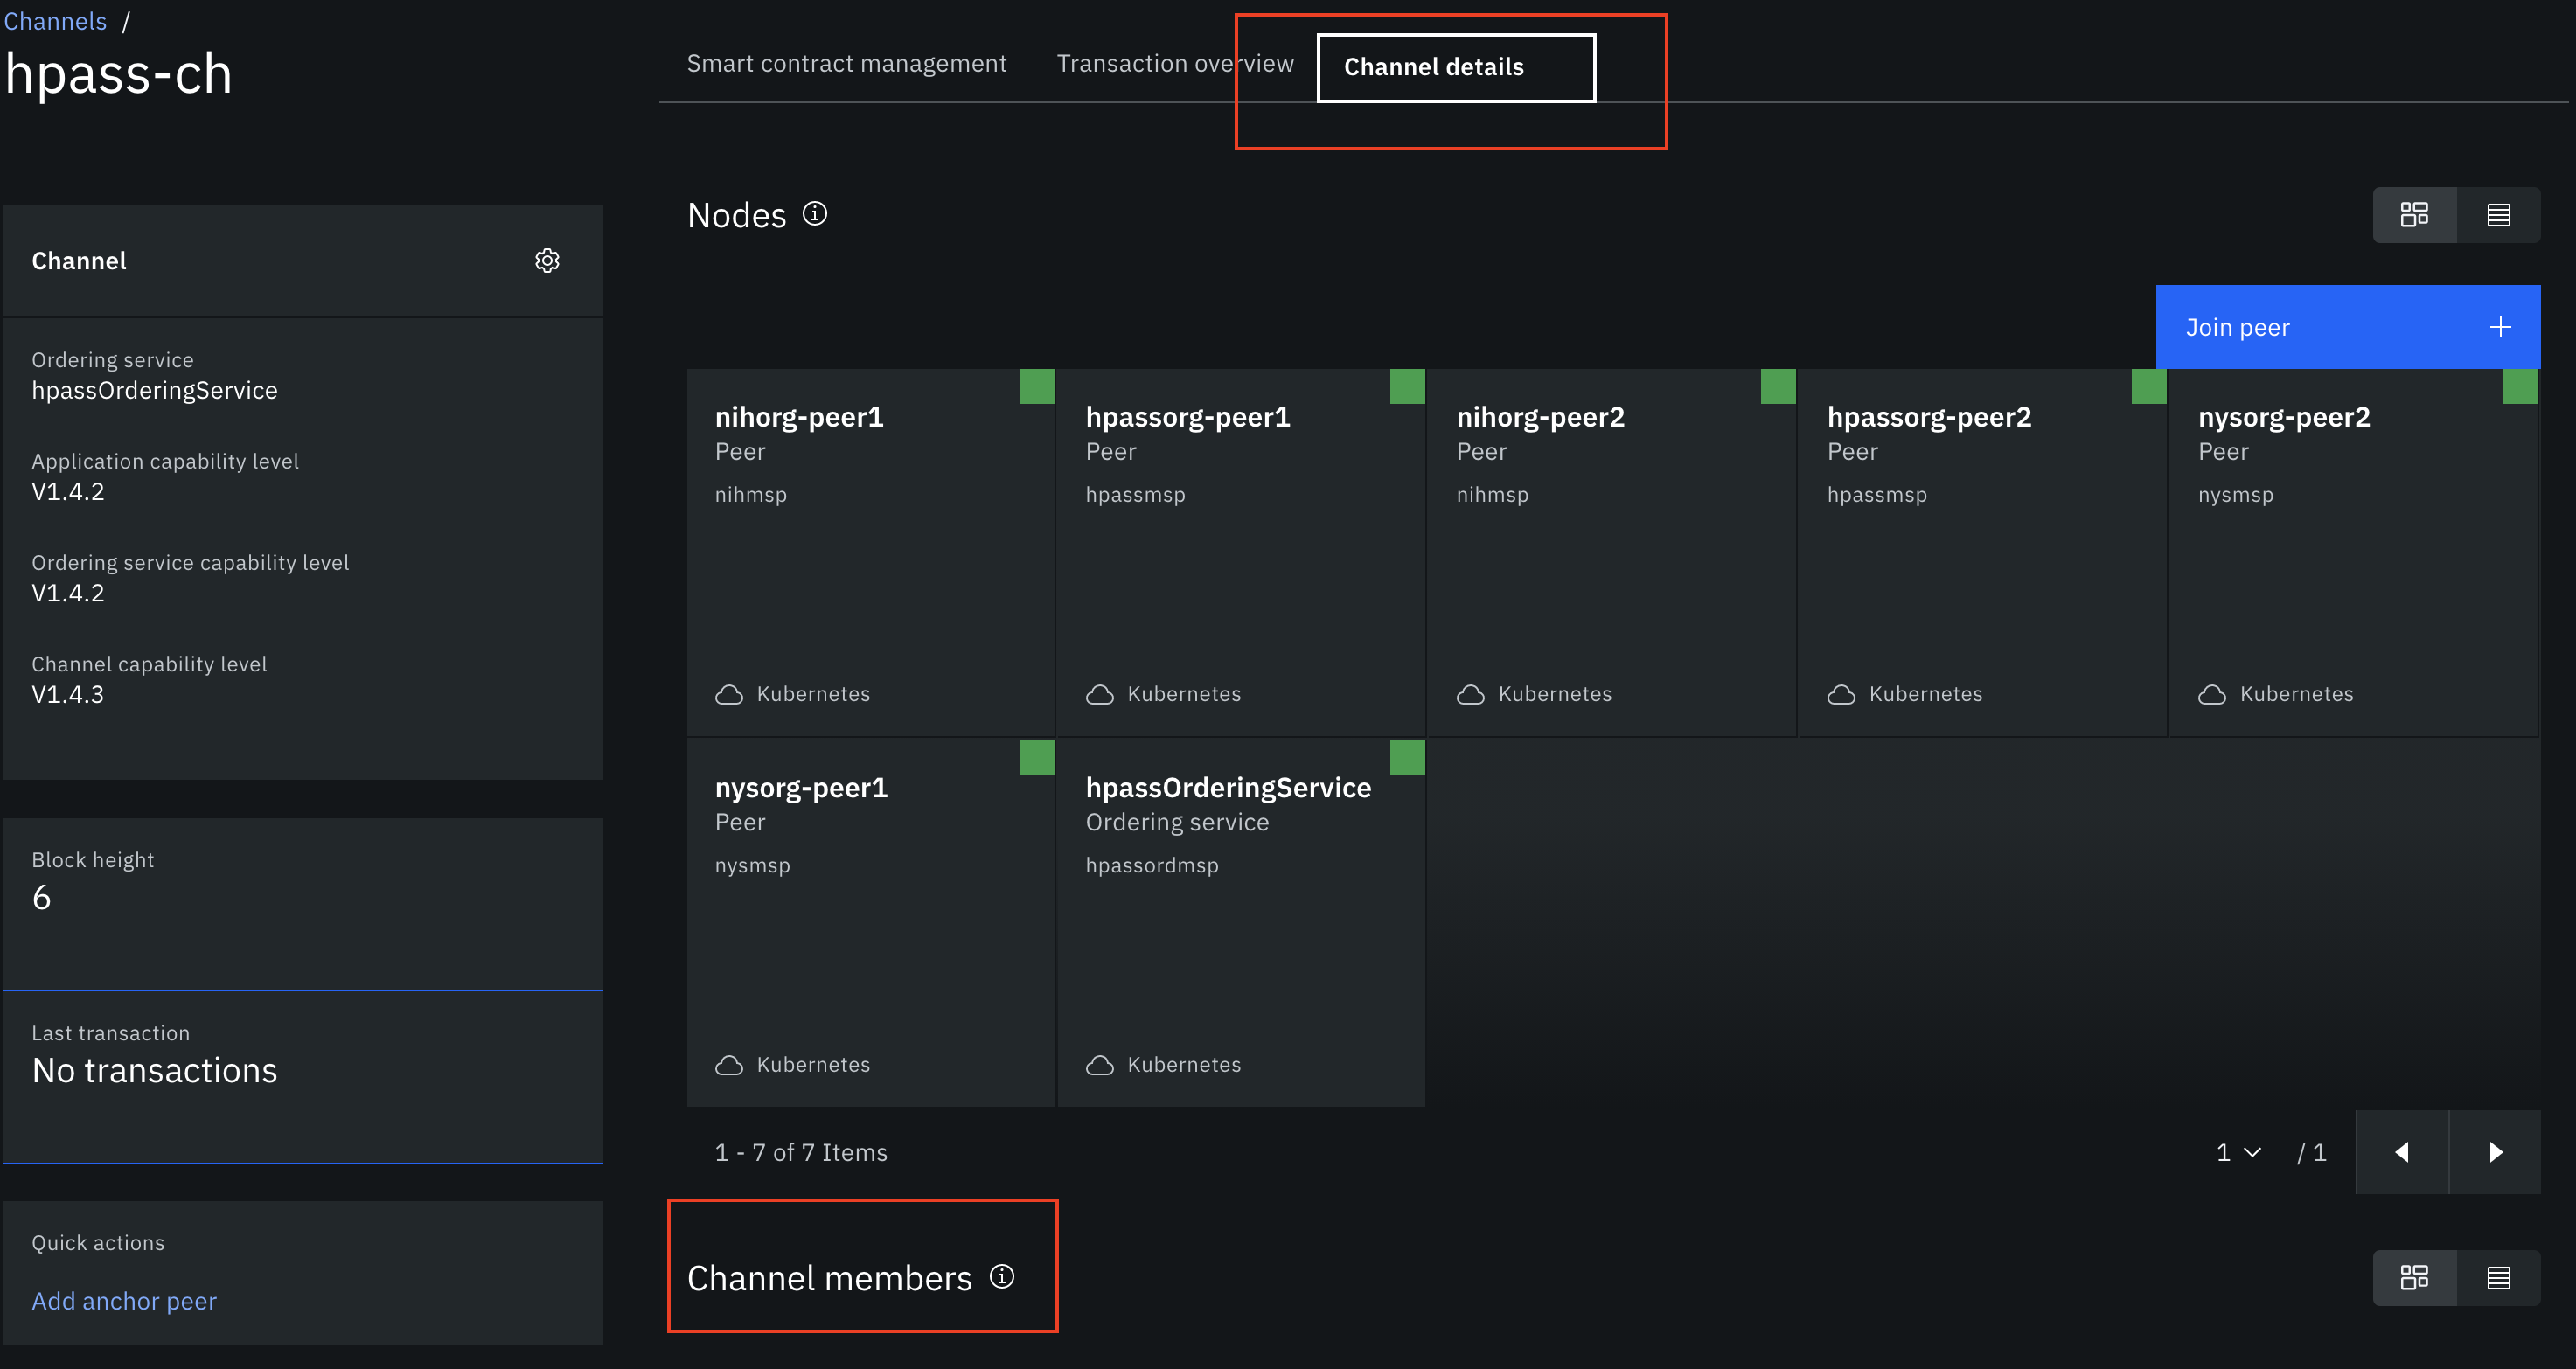 Channels /
hpass-ch
Smart contract management
Transaction overview
Channel details
Channel
Ordering service
hpassOrderingService
Application capability level
V1.4.2
Ordering service capability level
V1.4.2
Channel capability level
V1.4.3
Block height
6
Last transaction
No transactions
Quick actions
Add anchor peer
Nodes
Join peer
nihorg-peer1
Peer
nihmsp
Kubernetes
hpassorg-peer1
Peer
hpassmsp
Kubernetes
nihorg-peer2
Peer
nihmsp
Kubernetes
hpassorg-peer2
Peer
hpassmsp
Kubernetes
nysorg-peer2
Peer
nysmsp
Kubernetes
nysorg-peer1
Peer
nysmsp
Kubernetes
hpassOrderingService
Ordering service
hpassordmsp
Kubernetes
1 - 7 of 7 Items
1 / 1
Channel members